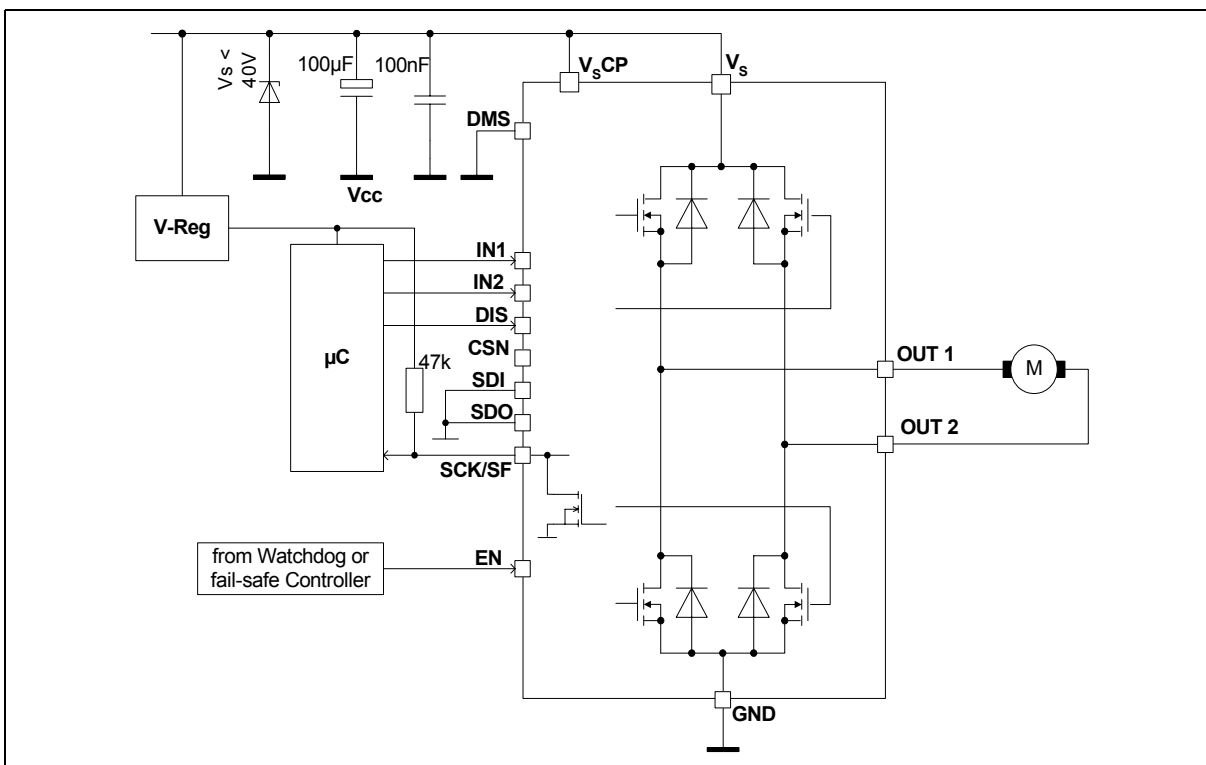 Vs <
40V
100µF
100nF
VSCP
VS
DMS
Vcc
V-Reg
IN1
IN2
DIS
µC
CSN
47k
SDI
SDO
SCK/SF
OUT 1
M
OUT 2
from Watchdog or
fail-safe Controller
EN
GND